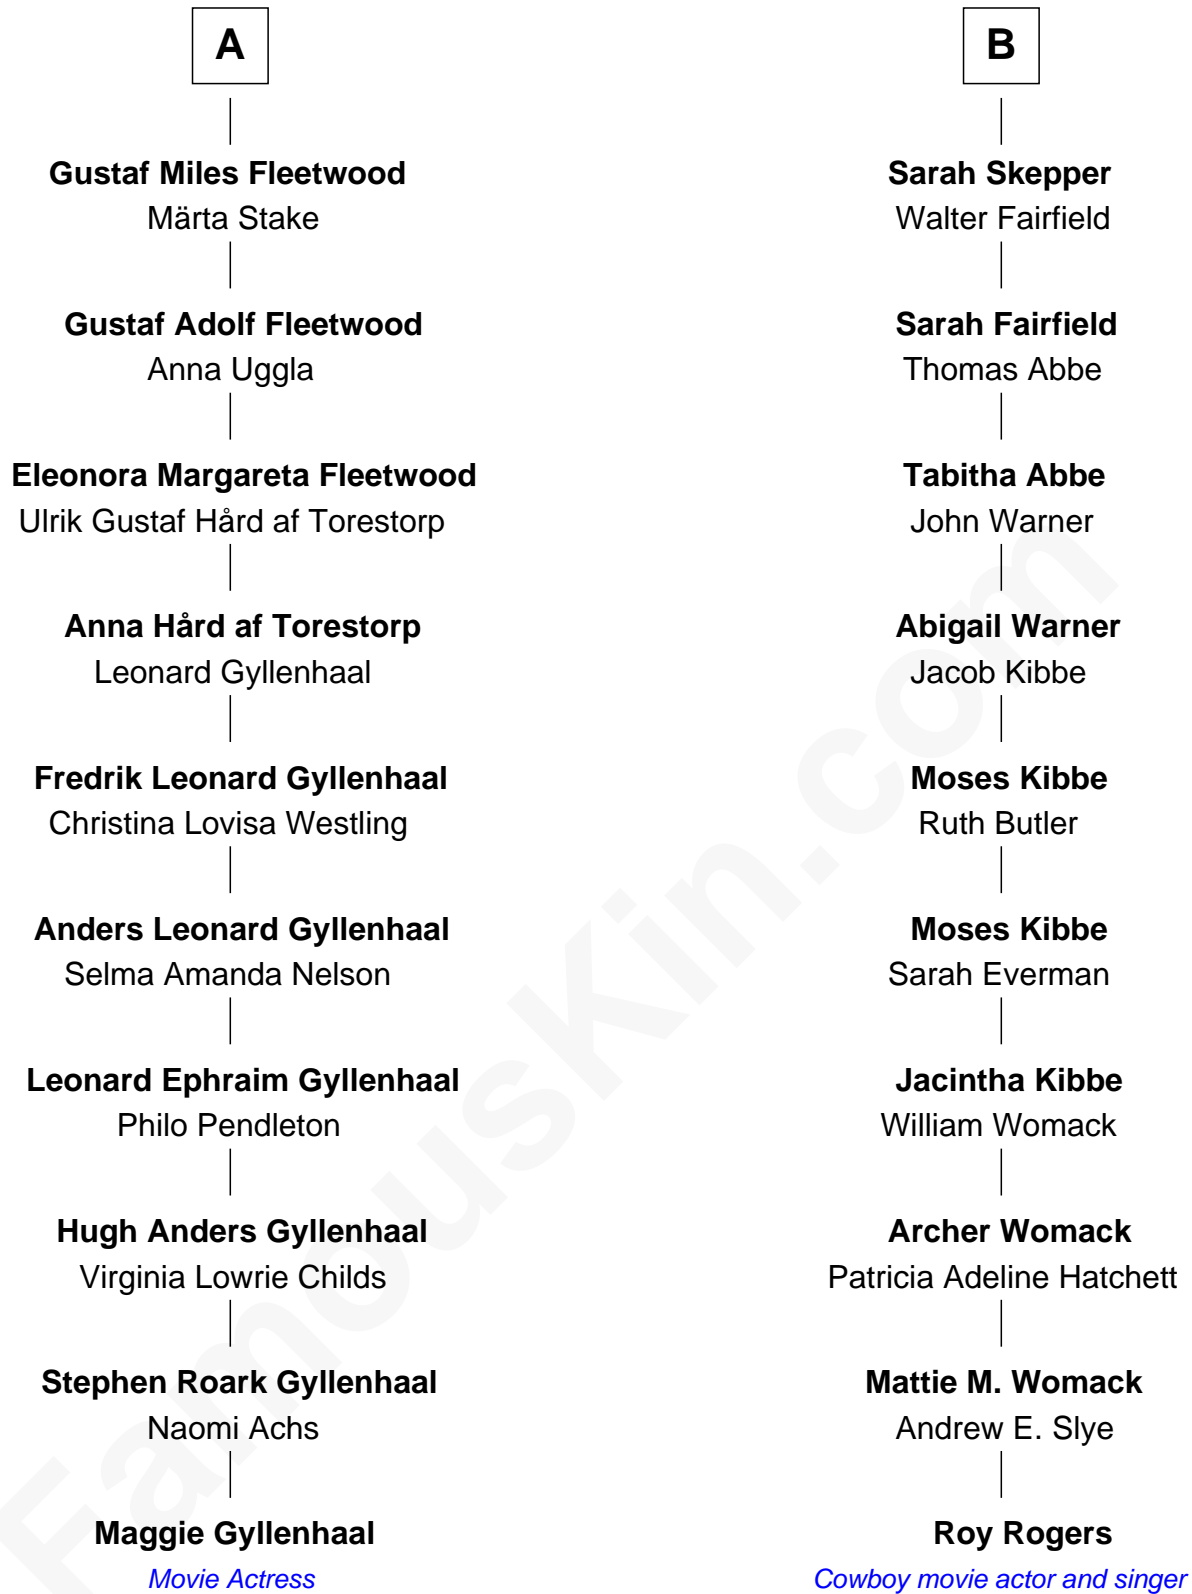 A
Gustaf Miles Fleetwood
Märta Stake
Gustaf Adolf Fleetwood
Anna Uggla
Eleonora Margareta Fleetwood
Ulrik Gustaf Hård af Torestorp
Anna Hård af Torestorp
Leonard Gyllenhaal
Fredrik Leonard Gyllenhaal
Christina Lovisa Westling
Anders Leonard Gyllenhaal
Selma Amanda Nelson
Leonard Ephraim Gyllenhaal
Philo Pendleton
Hugh Anders Gyllenhaal
Virginia Lowrie Childs
Stephen Roark Gyllenhaal
Naomi Achs
Maggie Gyllenhaal
Movie Actress
B
Sarah Skepper
Walter Fairfield
Sarah Fairfield
Thomas Abbe
Tabitha Abbe
John Warner
Abigail Warner
Jacob Kibbe
Moses Kibbe
Ruth Butler
Moses Kibbe
Sarah Everman
Jacintha Kibbe
William Womack
Archer Womack
Patricia Adeline Hatchett
Mattie M. Womack
Andrew E. Slye
Roy Rogers
Cowboy movie actor and singer
FamousKin.com